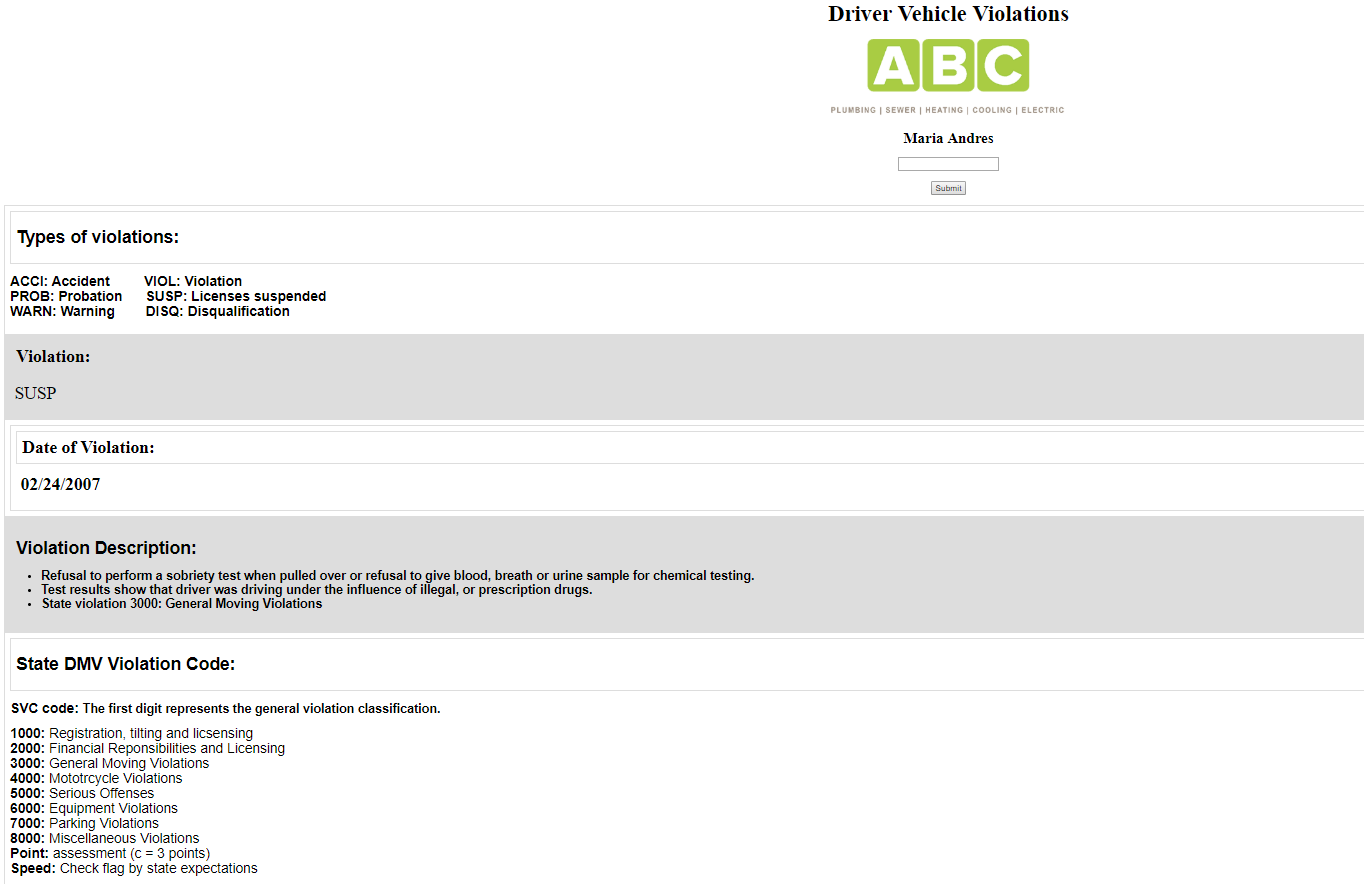 Driver Vehicle Violations
ABC
PLUMBING | SEWER | HEATING | COOLING | ELECTRIC
Maria Andres
Submit
Types of violations:
ACCI: Accident VIOL: Violation
PROB: Probation SUSP: Licenses suspended
WARN: Warning DISQ: Disqualification
Violation:
SUSP
Date of Violation:
02/24/2007
Violation Description:
• Refusal to perform a sobriety test when pulled over or refusal to give blood, breath or urine sample for chemical testing.
• Test results show that driver was driving under the influence of illegal, or prescription drugs.
• State violation 3000: General Moving Violations
State DMV Violation Code:
SVC code: The first digit represents the general violation classification.
1000: Registration, tilting and licsensing
2000: Financial Reponsibilities and Licensing
3000: General Moving Violations
4000: Mototrcycle Violations
5000: Serious Offenses
6000: Equipment Violations
7000: Parking Violations
8000: Miscellaneous Violations
Point: assessment (c = 3 points)
Speed: Check flag by state expectations